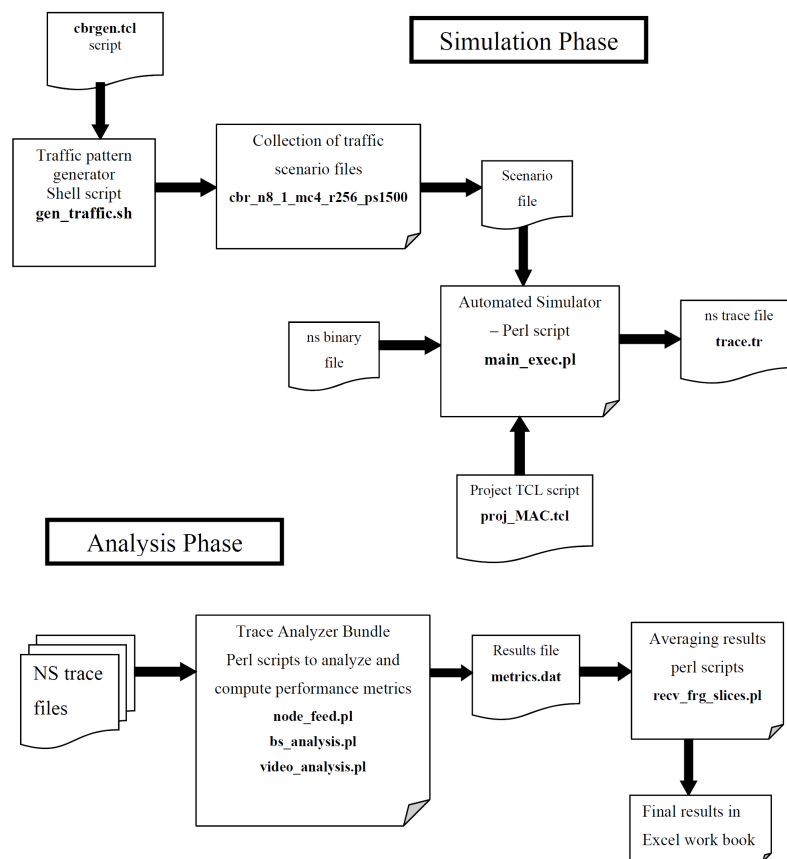 cbrgen.tcl
script
Simulation Phase
Traffic pattern
generator
Shell script
gen_traffic.sh
Collection of traffic
scenario files
cbr_n8_1_mc4_r256_ps1500
Scenario
file
ns binary
file
Automated Simulator
– Perl script
main_exec.pl
ns trace file
trace.tr
Project TCL script
proj_MAC.tcl
Analysis Phase
NS trace
files
Trace Analyzer Bundle
Perl scripts to analyze and
compute performance metrics
node_feed.pl
bs_analysis.pl
video_analysis.pl
Results file
metrics.dat
Averaging results
perl scripts
recv_frg_slices.pl
Final results in
Excel work book